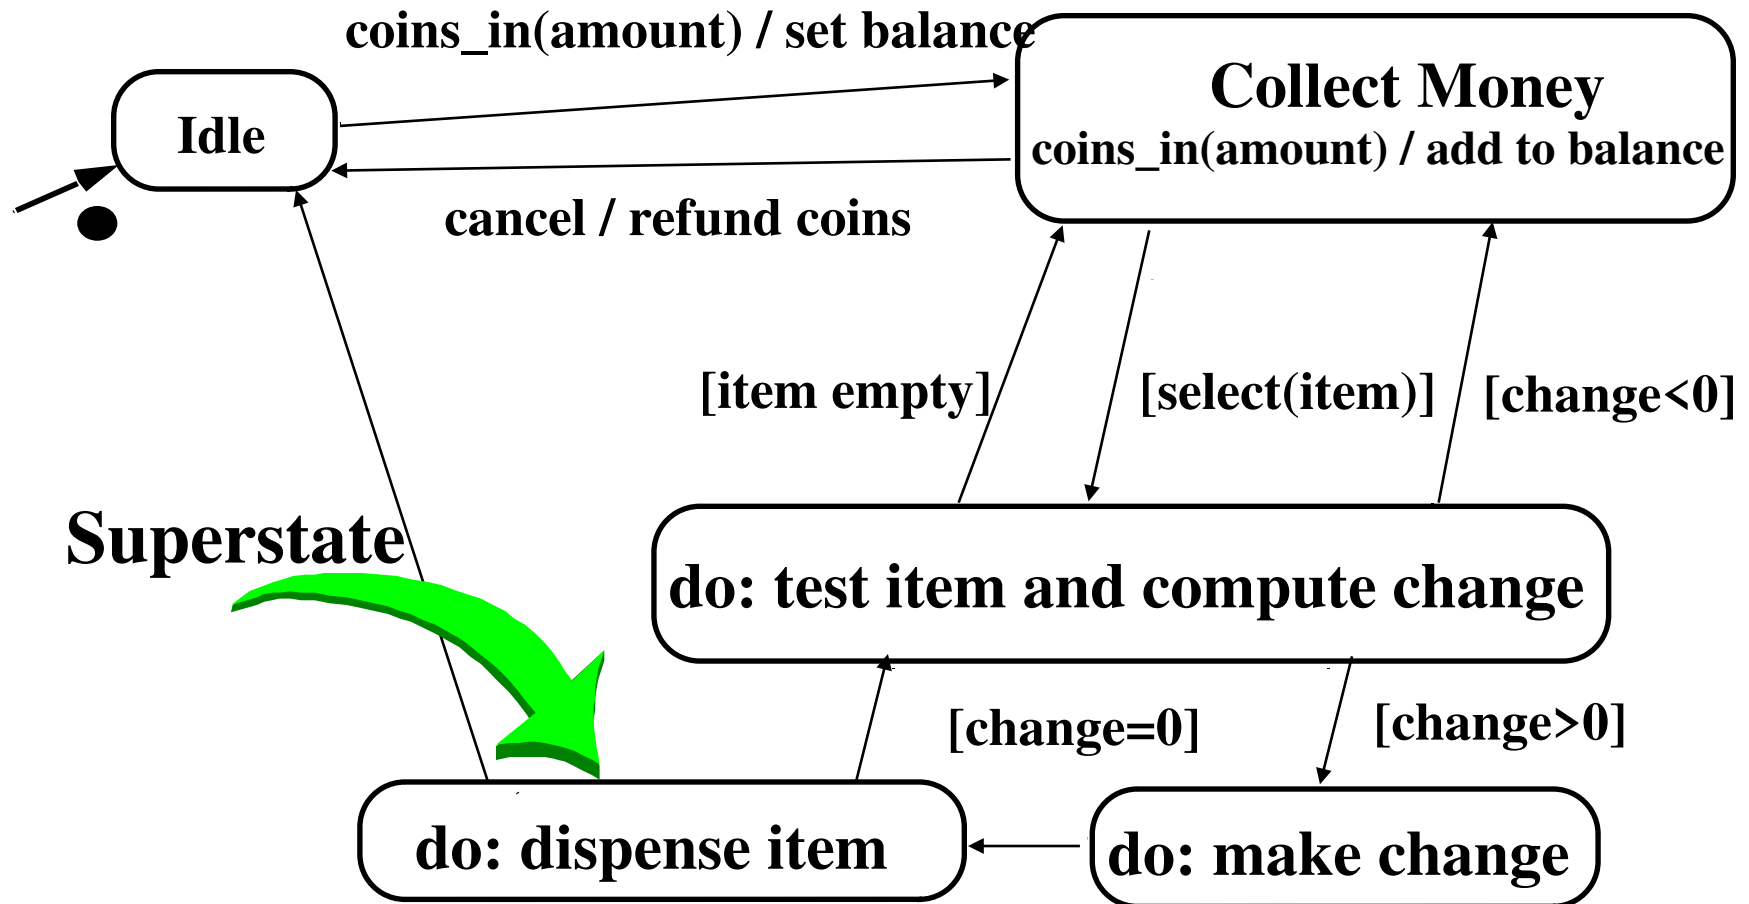 coins_in(amount) / set balance
Idle
Collect Money
coins_in(amount) / add to balance
cancel / refund coins
[item empty]
[select(item)]
[change<0]
Superstate
do: test item and compute change
[change=0]
[change>0]
do: dispense item
do: make change